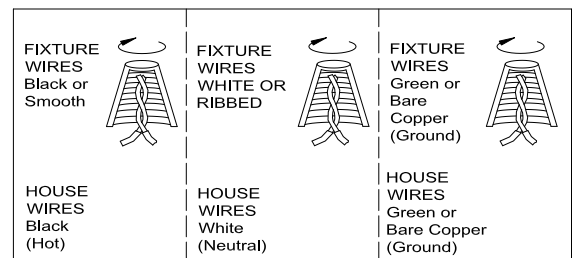 FIXTURE
WIRES
Black or
Smooth
HOUSE
WIRES
Black
(Hot)
FIXTURE
WIRES
WHITE OR
RIBBED
HOUSE
WIRES
White
(Neutral)
FIXTURE
WIRES
Green or
Bare
Copper
(Ground)
HOUSE
WIRES
Green or
Bare Copper
(Ground)